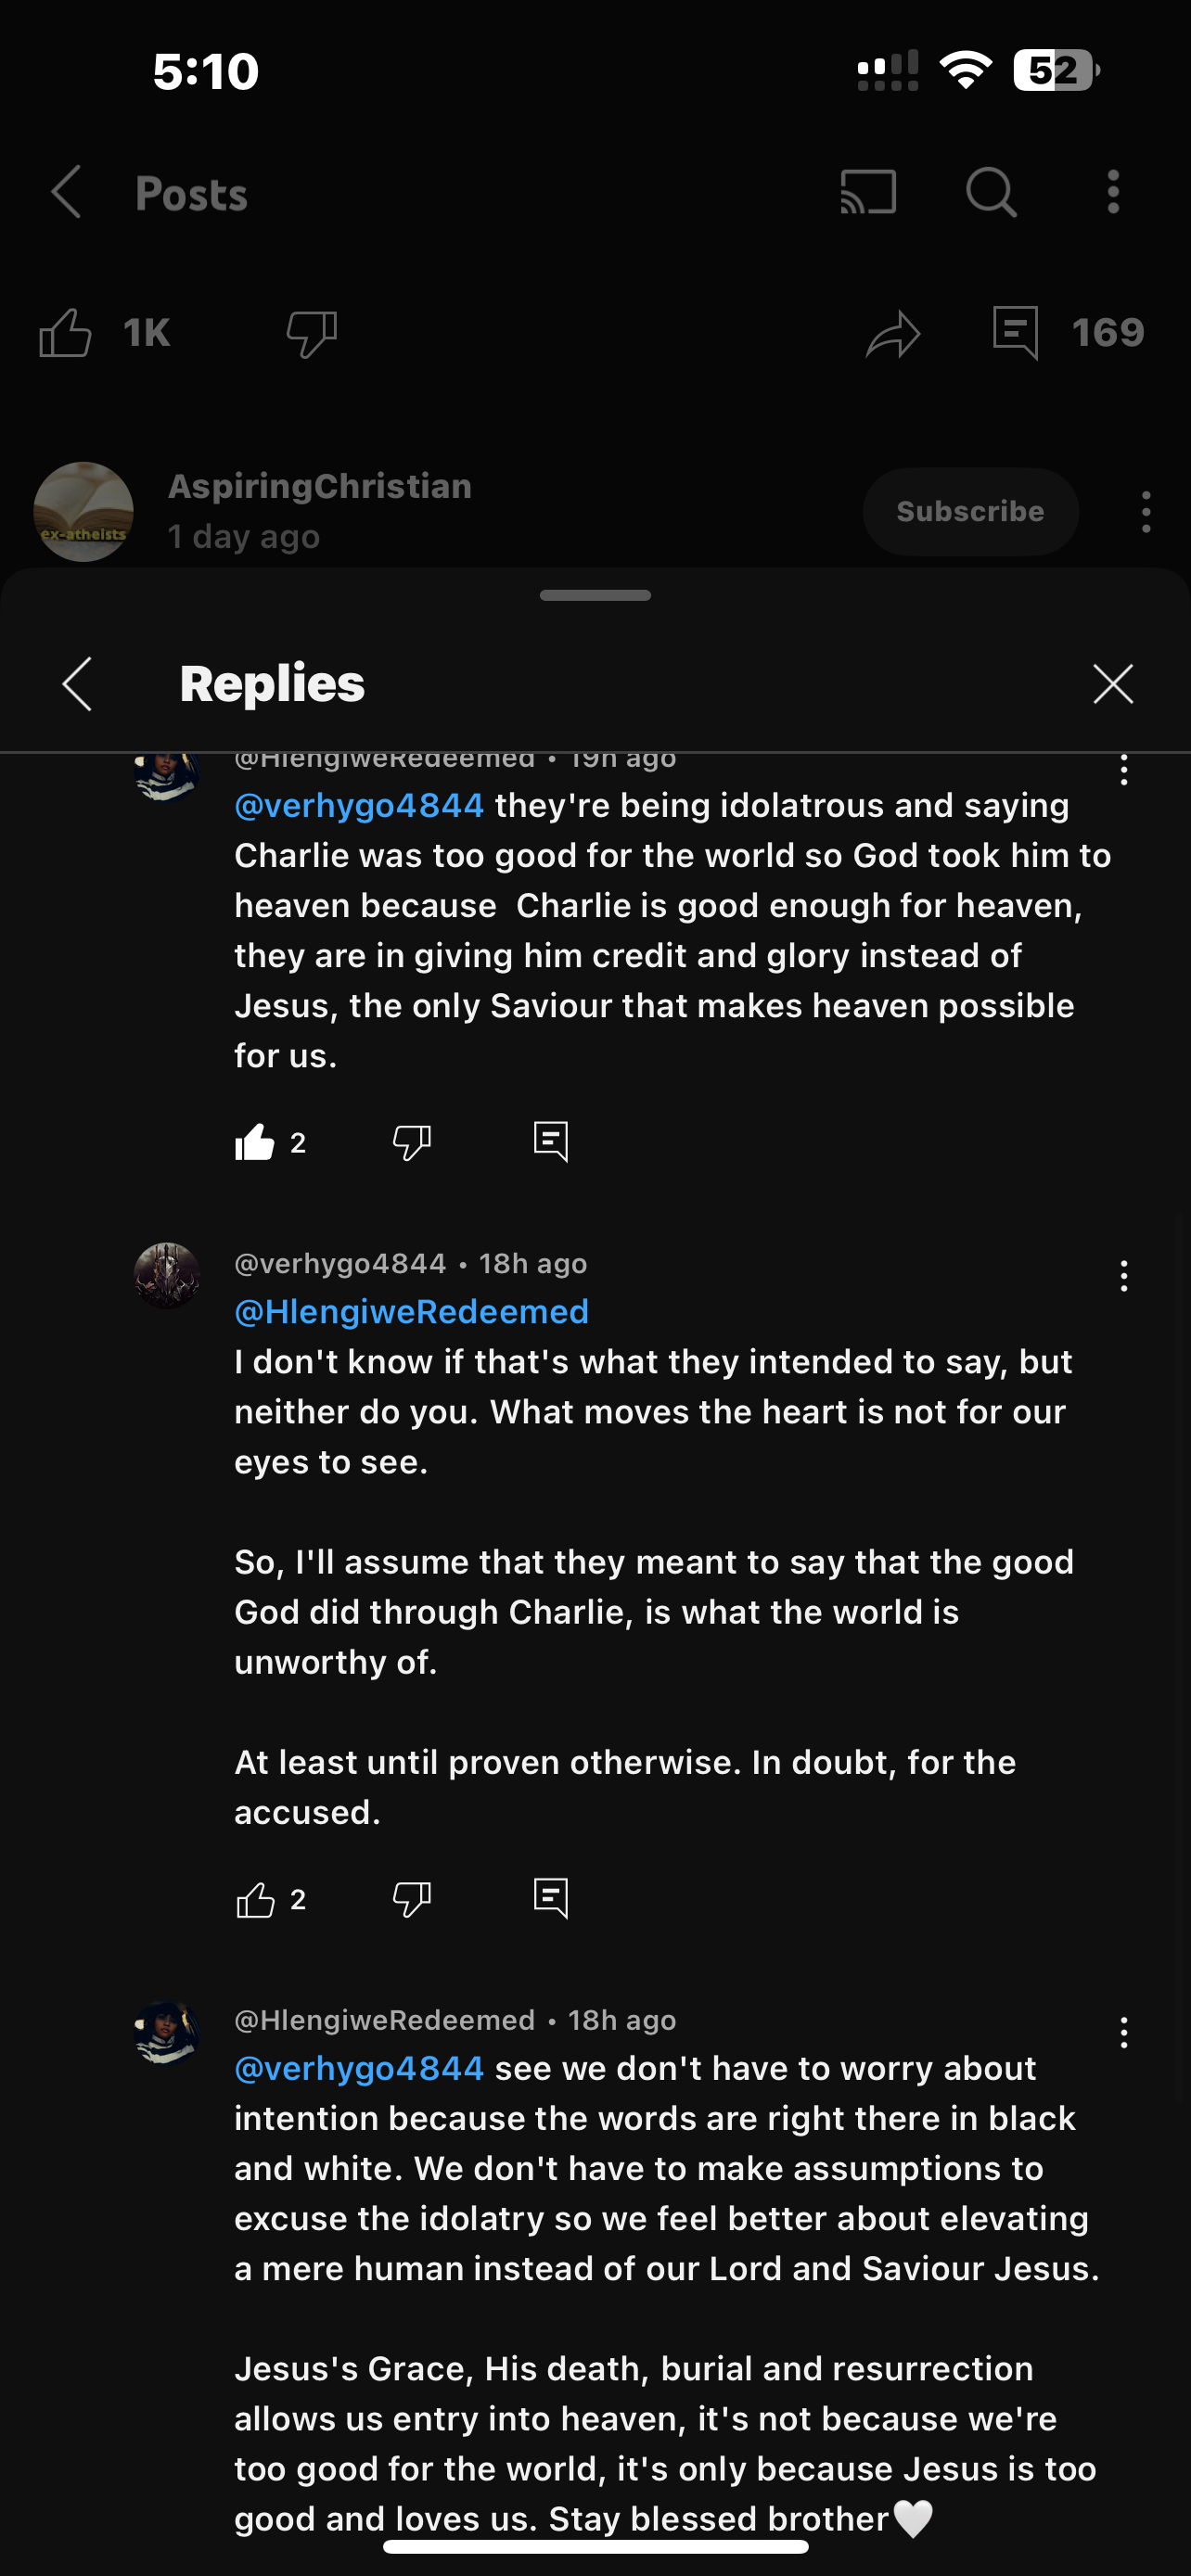 5:10
52
Posts
1K
169
AspiringChristian
ex-atheists
1 day ago
Subscribe
Replies
@HlengiweRedeemed • 19h ago
@verhygo4844 they're being idolatrous and saying
Charlie was too good for the world so God took him to
heaven because  Charlie is good enough for heaven,
they are in giving him credit and glory instead of
Jesus, the only Saviour that makes heaven possible
for us.
2
@verhygo4844 • 18h ago
@HlengiweRedeemed
I don't know if that's what they intended to say, but
neither do you. What moves the heart is not for our
eyes to see.
So, I'll assume that they meant to say that the good
God did through Charlie, is what the world is
unworthy of.
At least until proven otherwise. In doubt, for the
accused.
2
@HlengiweRedeemed • 18h ago
@verhygo4844 see we don't have to worry about
intention because the words are right there in black
and white. We don't have to make assumptions to
excuse the idolatry so we feel better about elevating
a mere human instead of our Lord and Saviour Jesus.
Jesus's Grace, His death, burial and resurrection
allows us entry into heaven, it's not because we're
too good for the world, it's only because Jesus is too
good and loves us. Stay blessed brother🤍